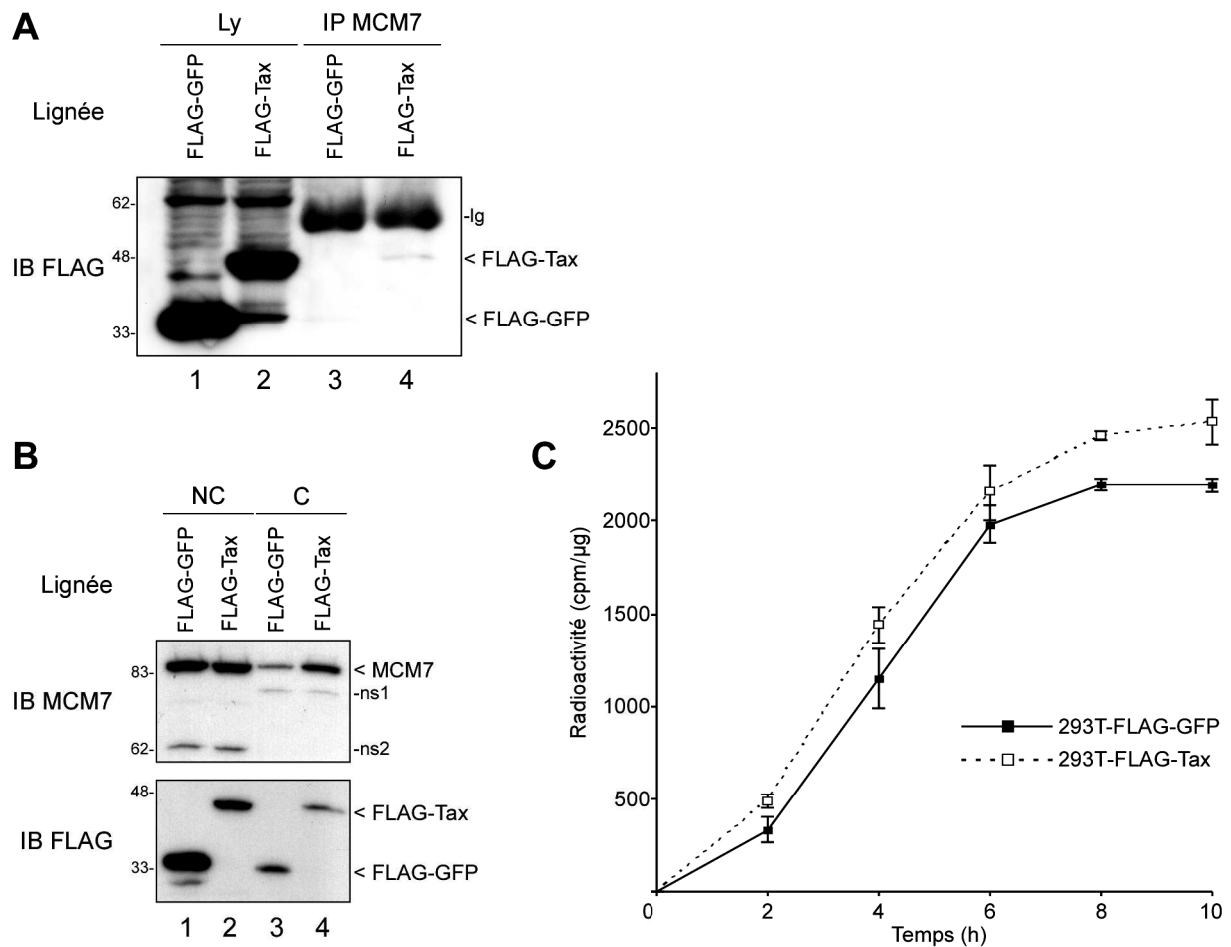 A
Ly
IP MCM7
Lignée
FLAG-GFP
FLAG-Tax
FLAG-GFP
FLAG-Tax
62-
-Ig
48-
IB FLAG
< FLAG-Tax
33-
< FLAG-GFP
1 2 3 4
B
NC
C
Lignée
FLAG-GFP
FLAG-Tax
FLAG-GFP
FLAG-Tax
IB MCM7
83-
< MCM7
-ns1
62-
-ns2
48-
IB FLAG
< FLAG-Tax
33-
< FLAG-GFP
1 2 3 4
C
Radioactivité (cpm/µg)
2500
2000
1500
1000
500
293T-FLAG-GFP
293T-FLAG-Tax
0 2 4 6 8 10
Temps (h)